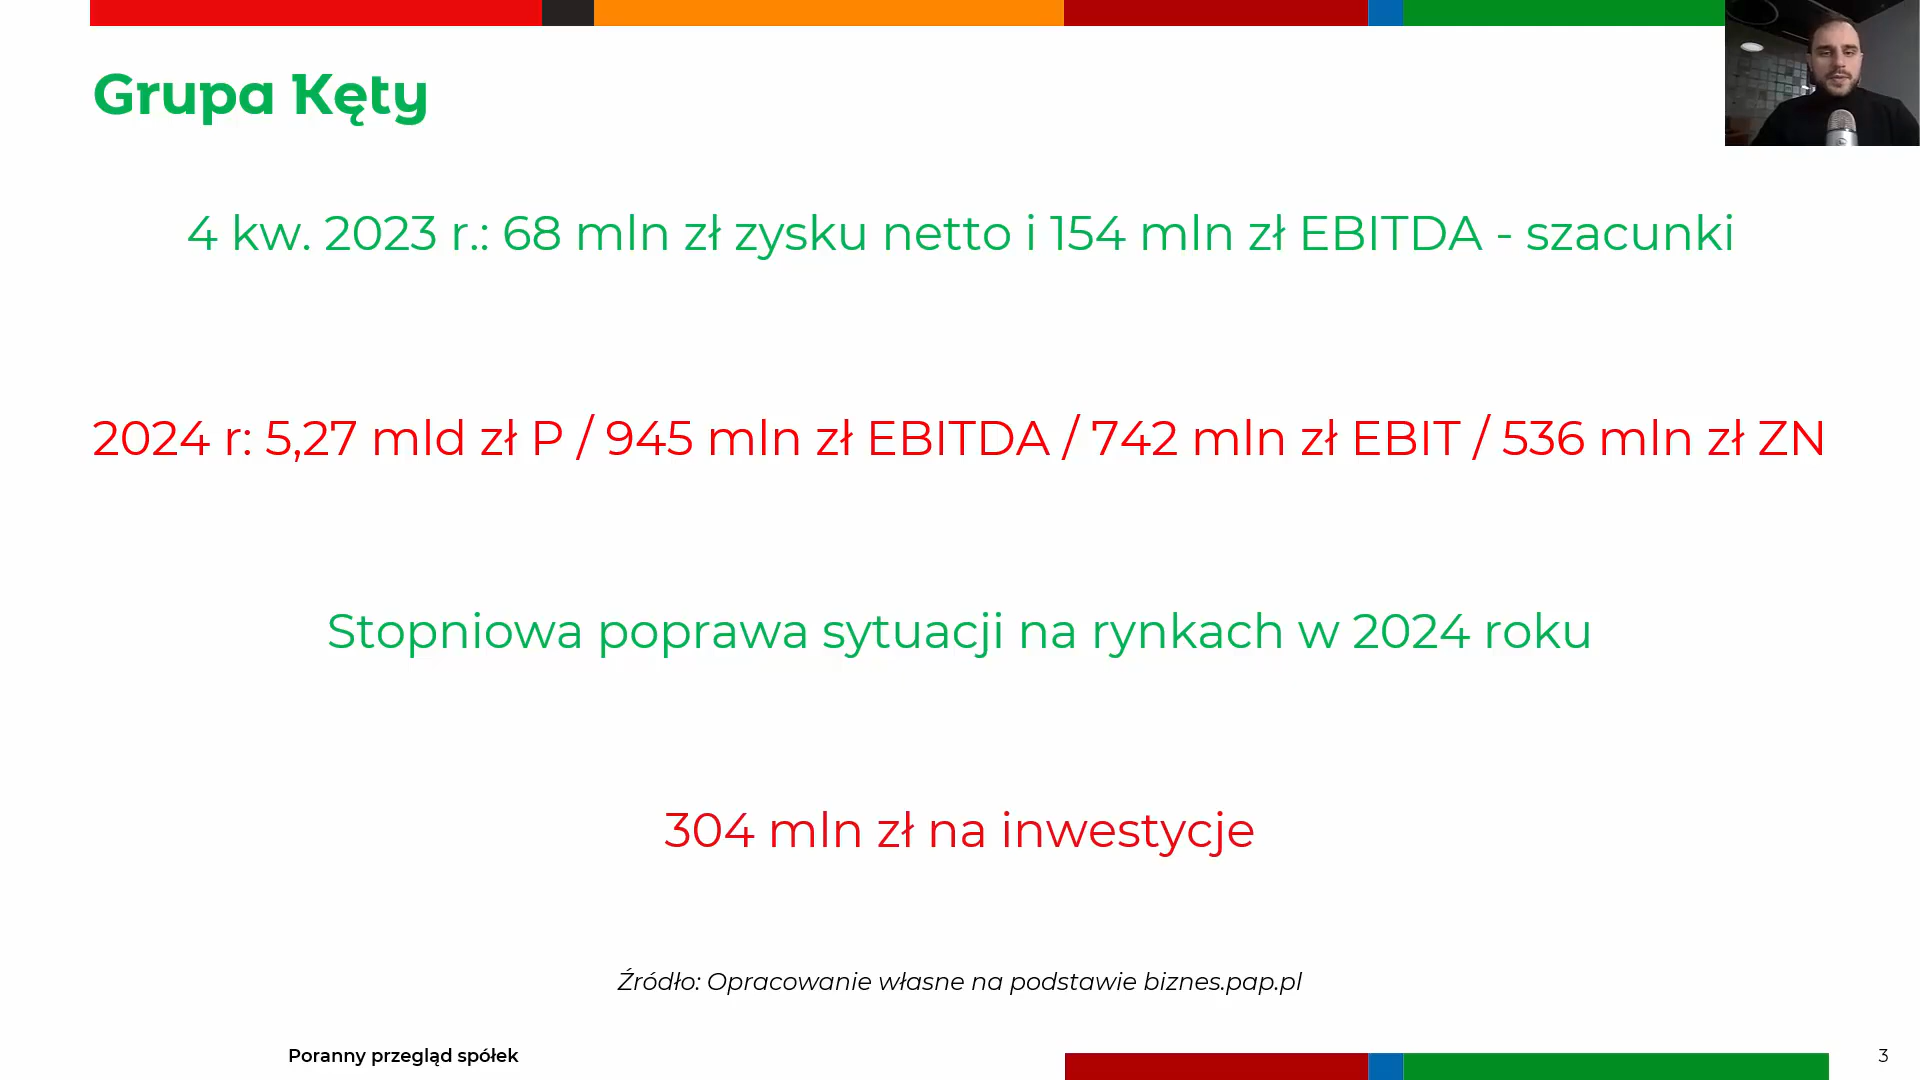 Grupa Kęty
4 kw. 2023 r.: 68 mln zł zysku netto i 154 mln zł EBITDA - szacunki
2024 r: 5,27 mld zł P / 945 mln zł EBITDA / 742 mln zł EBIT / 536 mln zł ZN
Stopniowa poprawa sytuacji na rynkach w 2024 roku
304 mln zł na inwestycje
Źródło: Opracowanie własne na podstawie biznes.pap.pl
Poranny przegląd spółek
3